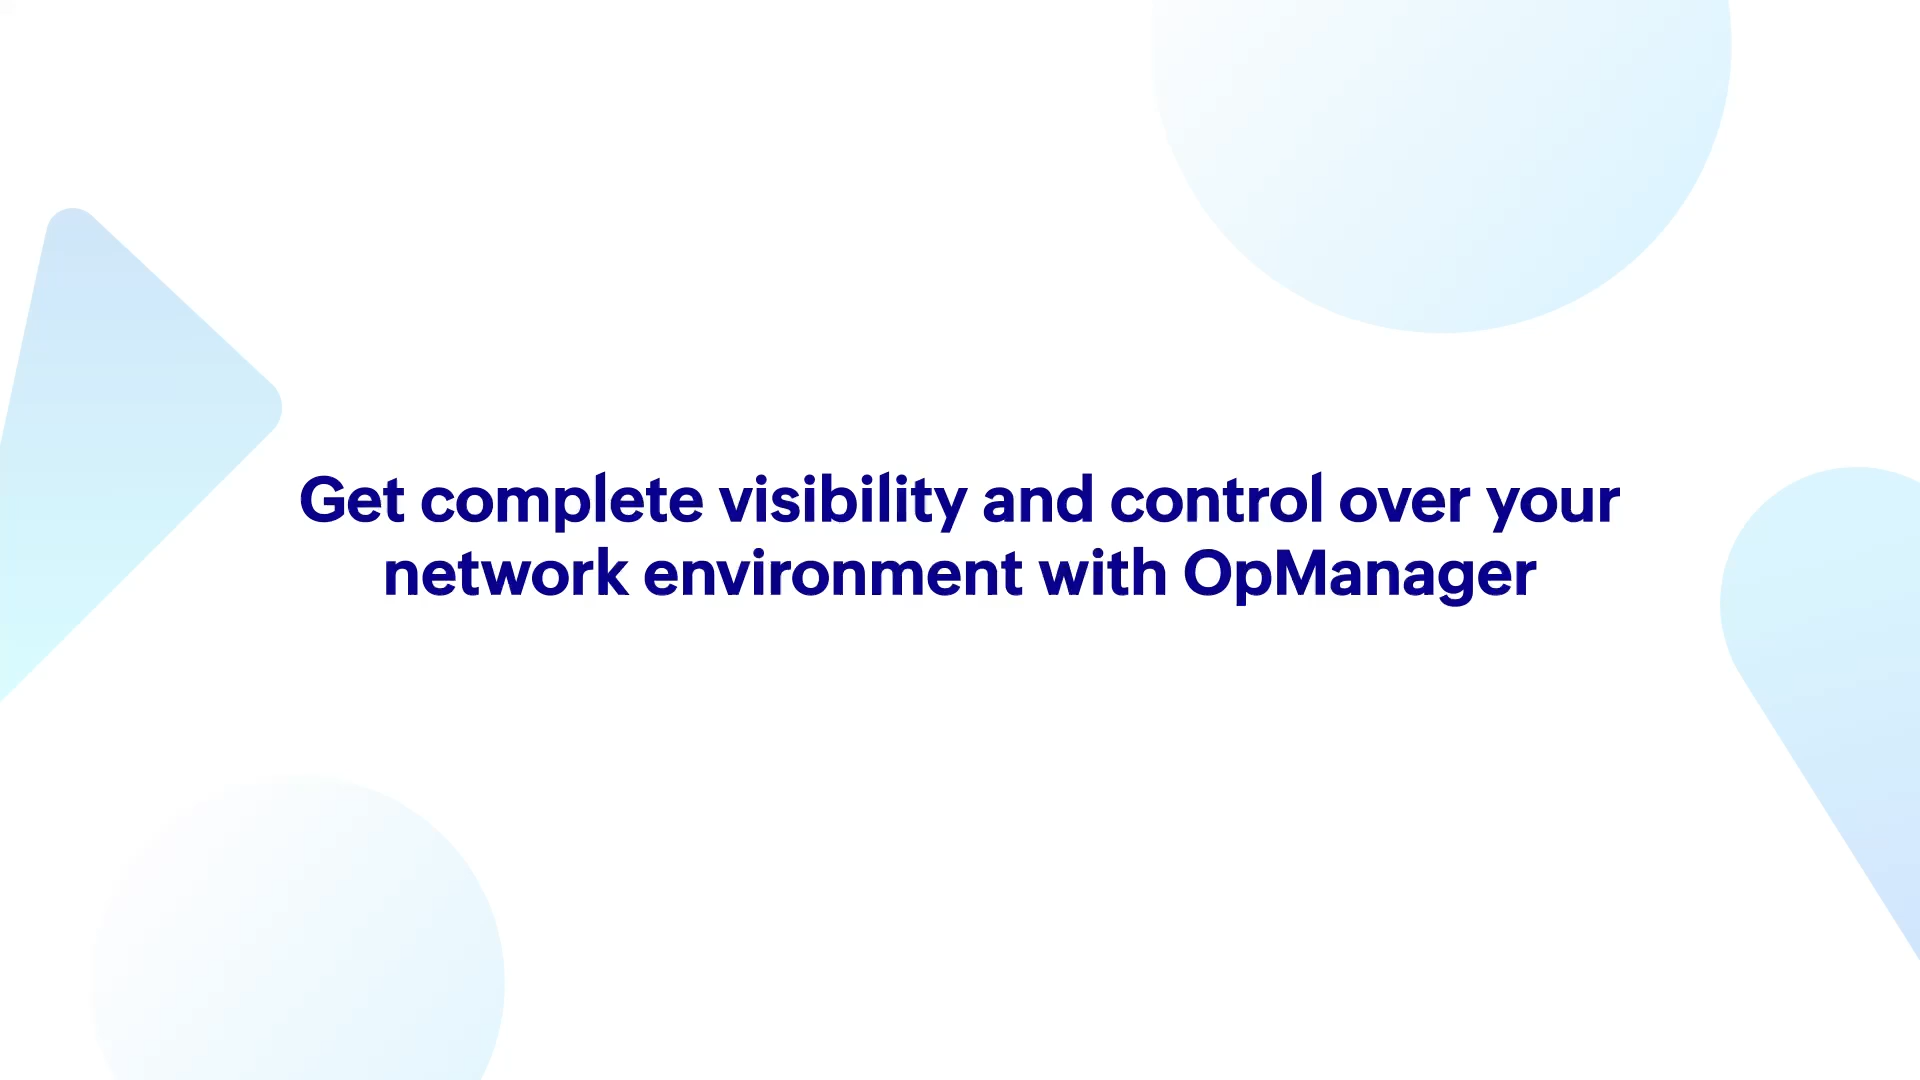 Get complete visibility and control over your
network environment with OpManager